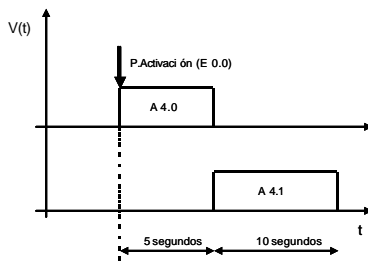 V(t)
P.Activaci ón (E 0.0)
A 4.0
A 4.1
t
5 segundos
10 segundos